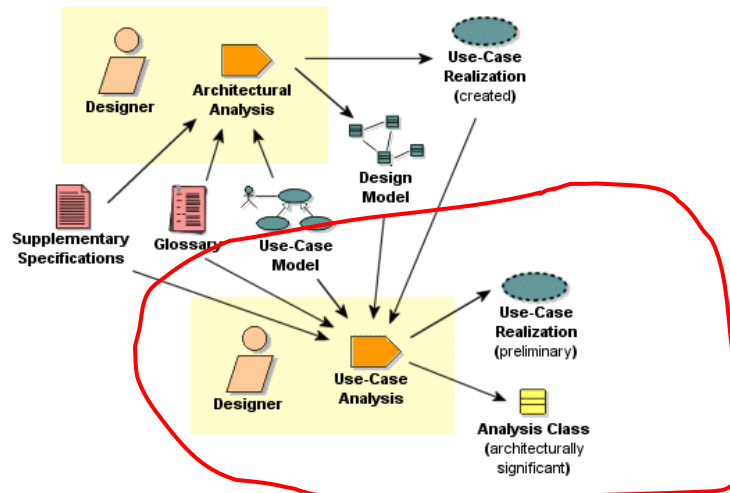 Designer
Architectural
Analysis
Use-Case
Realization
(created)
Design
Model
Supplementary
Specifications
Glossary
Use-Case
Model
Designer
Use-Case
Analysis
Use-Case
Realization
(preliminary)
Analysis Class
(architecturally
significant)